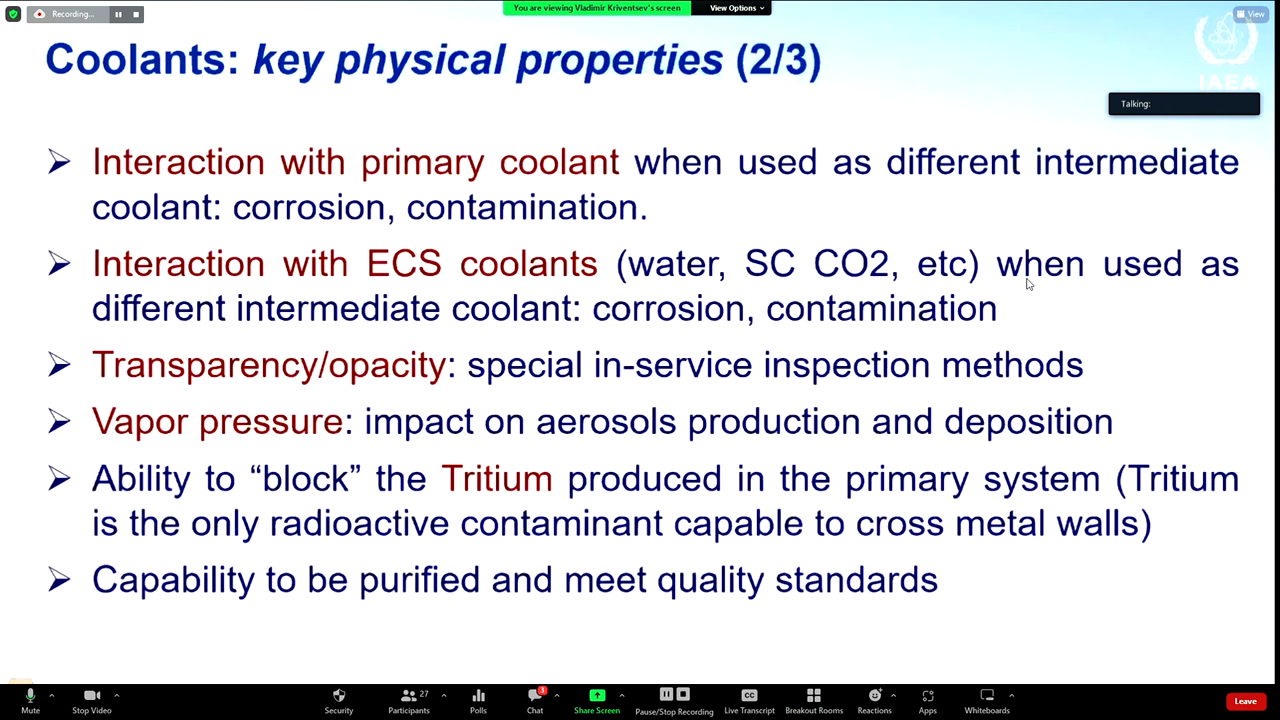 Recording...
You are viewing Vladimir Kriventsev's screen
View Options
View
Coolants: key physical properties (2/3)
IAEA
Talking:
➢ Interaction with primary coolant when used as different intermediate
coolant: corrosion, contamination.
➢ Interaction with ECS coolants (water, SC CO2, etc) when used as
different intermediate coolant: corrosion, contamination
➢ Transparency/opacity: special in-service inspection methods
➢ Vapor pressure: impact on aerosols production and deposition
➢ Ability to “block” the Tritium produced in the primary system (Tritium
is the only radioactive contaminant capable to cross metal walls)
➢ Capability to be purified and meet quality standards
27
3
CC
Mute
Stop Video
Security
Participants
Polls
Chat
Share Screen
Pause/Stop Recording
Live Transcript
Breakout Rooms
Reactions
Apps
Whiteboards
Leave